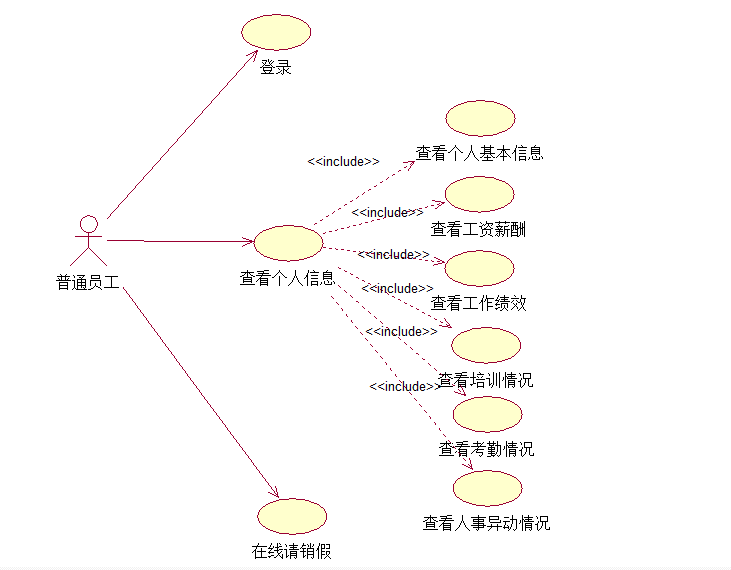 登录
<<include>>
查看个人基本信息
<<include>>
查看工资薪酬
普通员工
查看个人信息
<<include>>
查看工作绩效
<<include>>
<<include>>
查看培训情况
<<include>>
查看考勤情况
查看人事异动情况
在线请销假